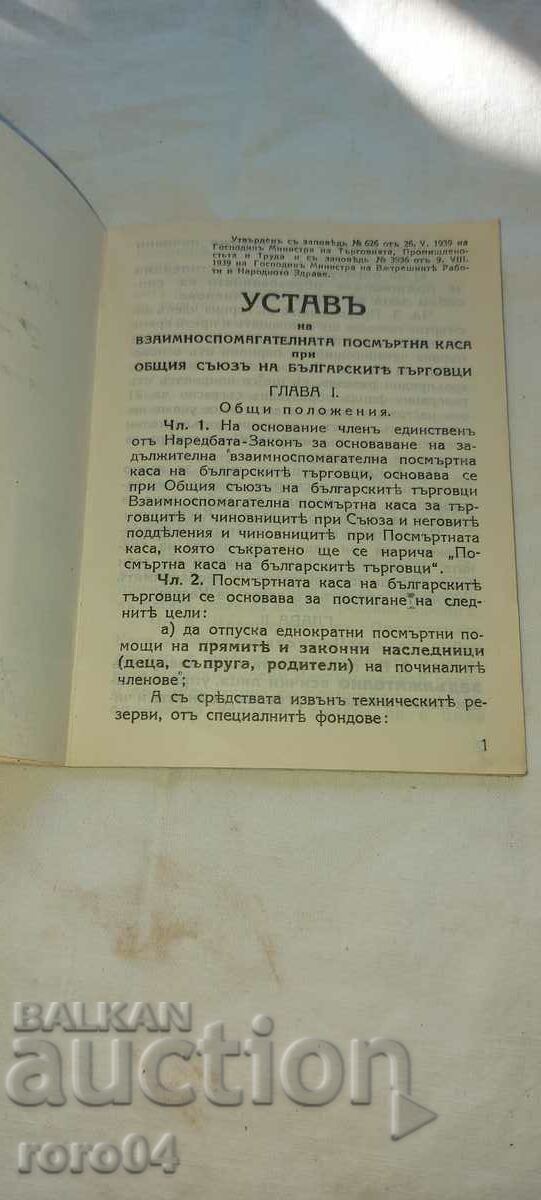 Утвърденъ съ заповѣдь № 626 отъ 26. V. 1939 на
Господинъ Министра на Търговията, Промишлено-
стьта и Труда и съ заповѣдь № 3936 отъ 9. VIII.
1939 на Господинъ Министра на Вѫтрешнитѣ Рабо-
ти и Народното Здраве.
УСТАВЪ
на
ВЗАИМНОСПОМАГАТЕЛНАТА ПОСМЪРТНА КАСА
при
ОБЩИЯ СЪЮЗЪ НА БЪЛГАРСКИТѢ ТЪРГОВЦИ
ГЛАВА I.
Общи положения.
Чл. 1. На основание членъ единственъ
отъ Наредбата-Законъ за основаване на за-
дължителна взаимноспомагателна посмъртна
каса на българскитѣ търговци, основава се
при Общия съюзъ на българскитѣ търговци
Взаимноспомагателна посмъртна каса за тър-
говцитѣ и чиновницитѣ при Съюза и неговитѣ
подѣления и чиновницитѣ при Посмъртната
каса, която съкратено ще се нарича „По-
смъртна каса на българскитѣ търговци".
Чл. 2. Посмъртната каса на българскитѣ
търговци се основава за постигане на след-
нитѣ цели:
а) да отпуска еднократни посмъртни по-
мощи на прямитѣ и законни наследници
(деца, съпруга, родители) на починалитѣ
членове;
А съ срѣдствата извънъ техническитѣ ре-
зерви, отъ специалнитѣ фондове:
1
BALKAN
auction
roro04